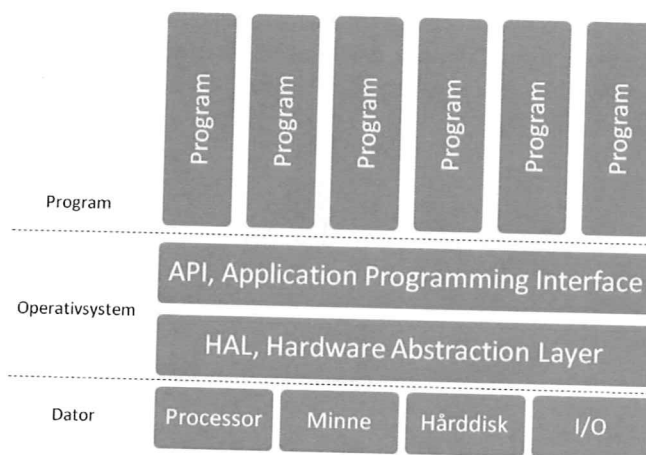 Program
Program
Program
Program
Program
Program
Program
API, Application Programming Interface
Operativsystem
HAL, Hardware Abstraction Layer
Dator
Processor
Minne
Hårddisk
I/O